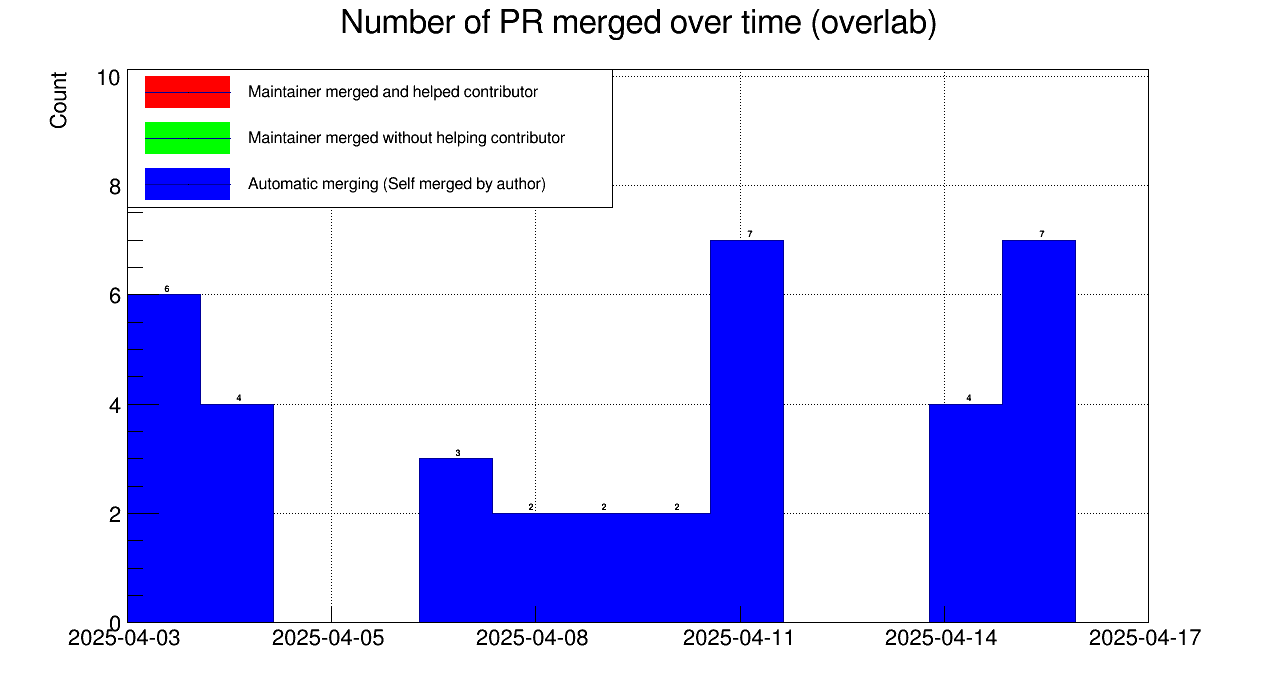 Number of PR merged over time (overlab)
Count
10
8
6
4
2
0
Maintainer merged and helped contributor
Maintainer merged without helping contributor
Automatic merging (Self merged by author)
6
4
3
2
2
2
7
4
7
2025-04-03 2025-04-05 2025-04-08 2025-04-11 2025-04-14 2025-04-17